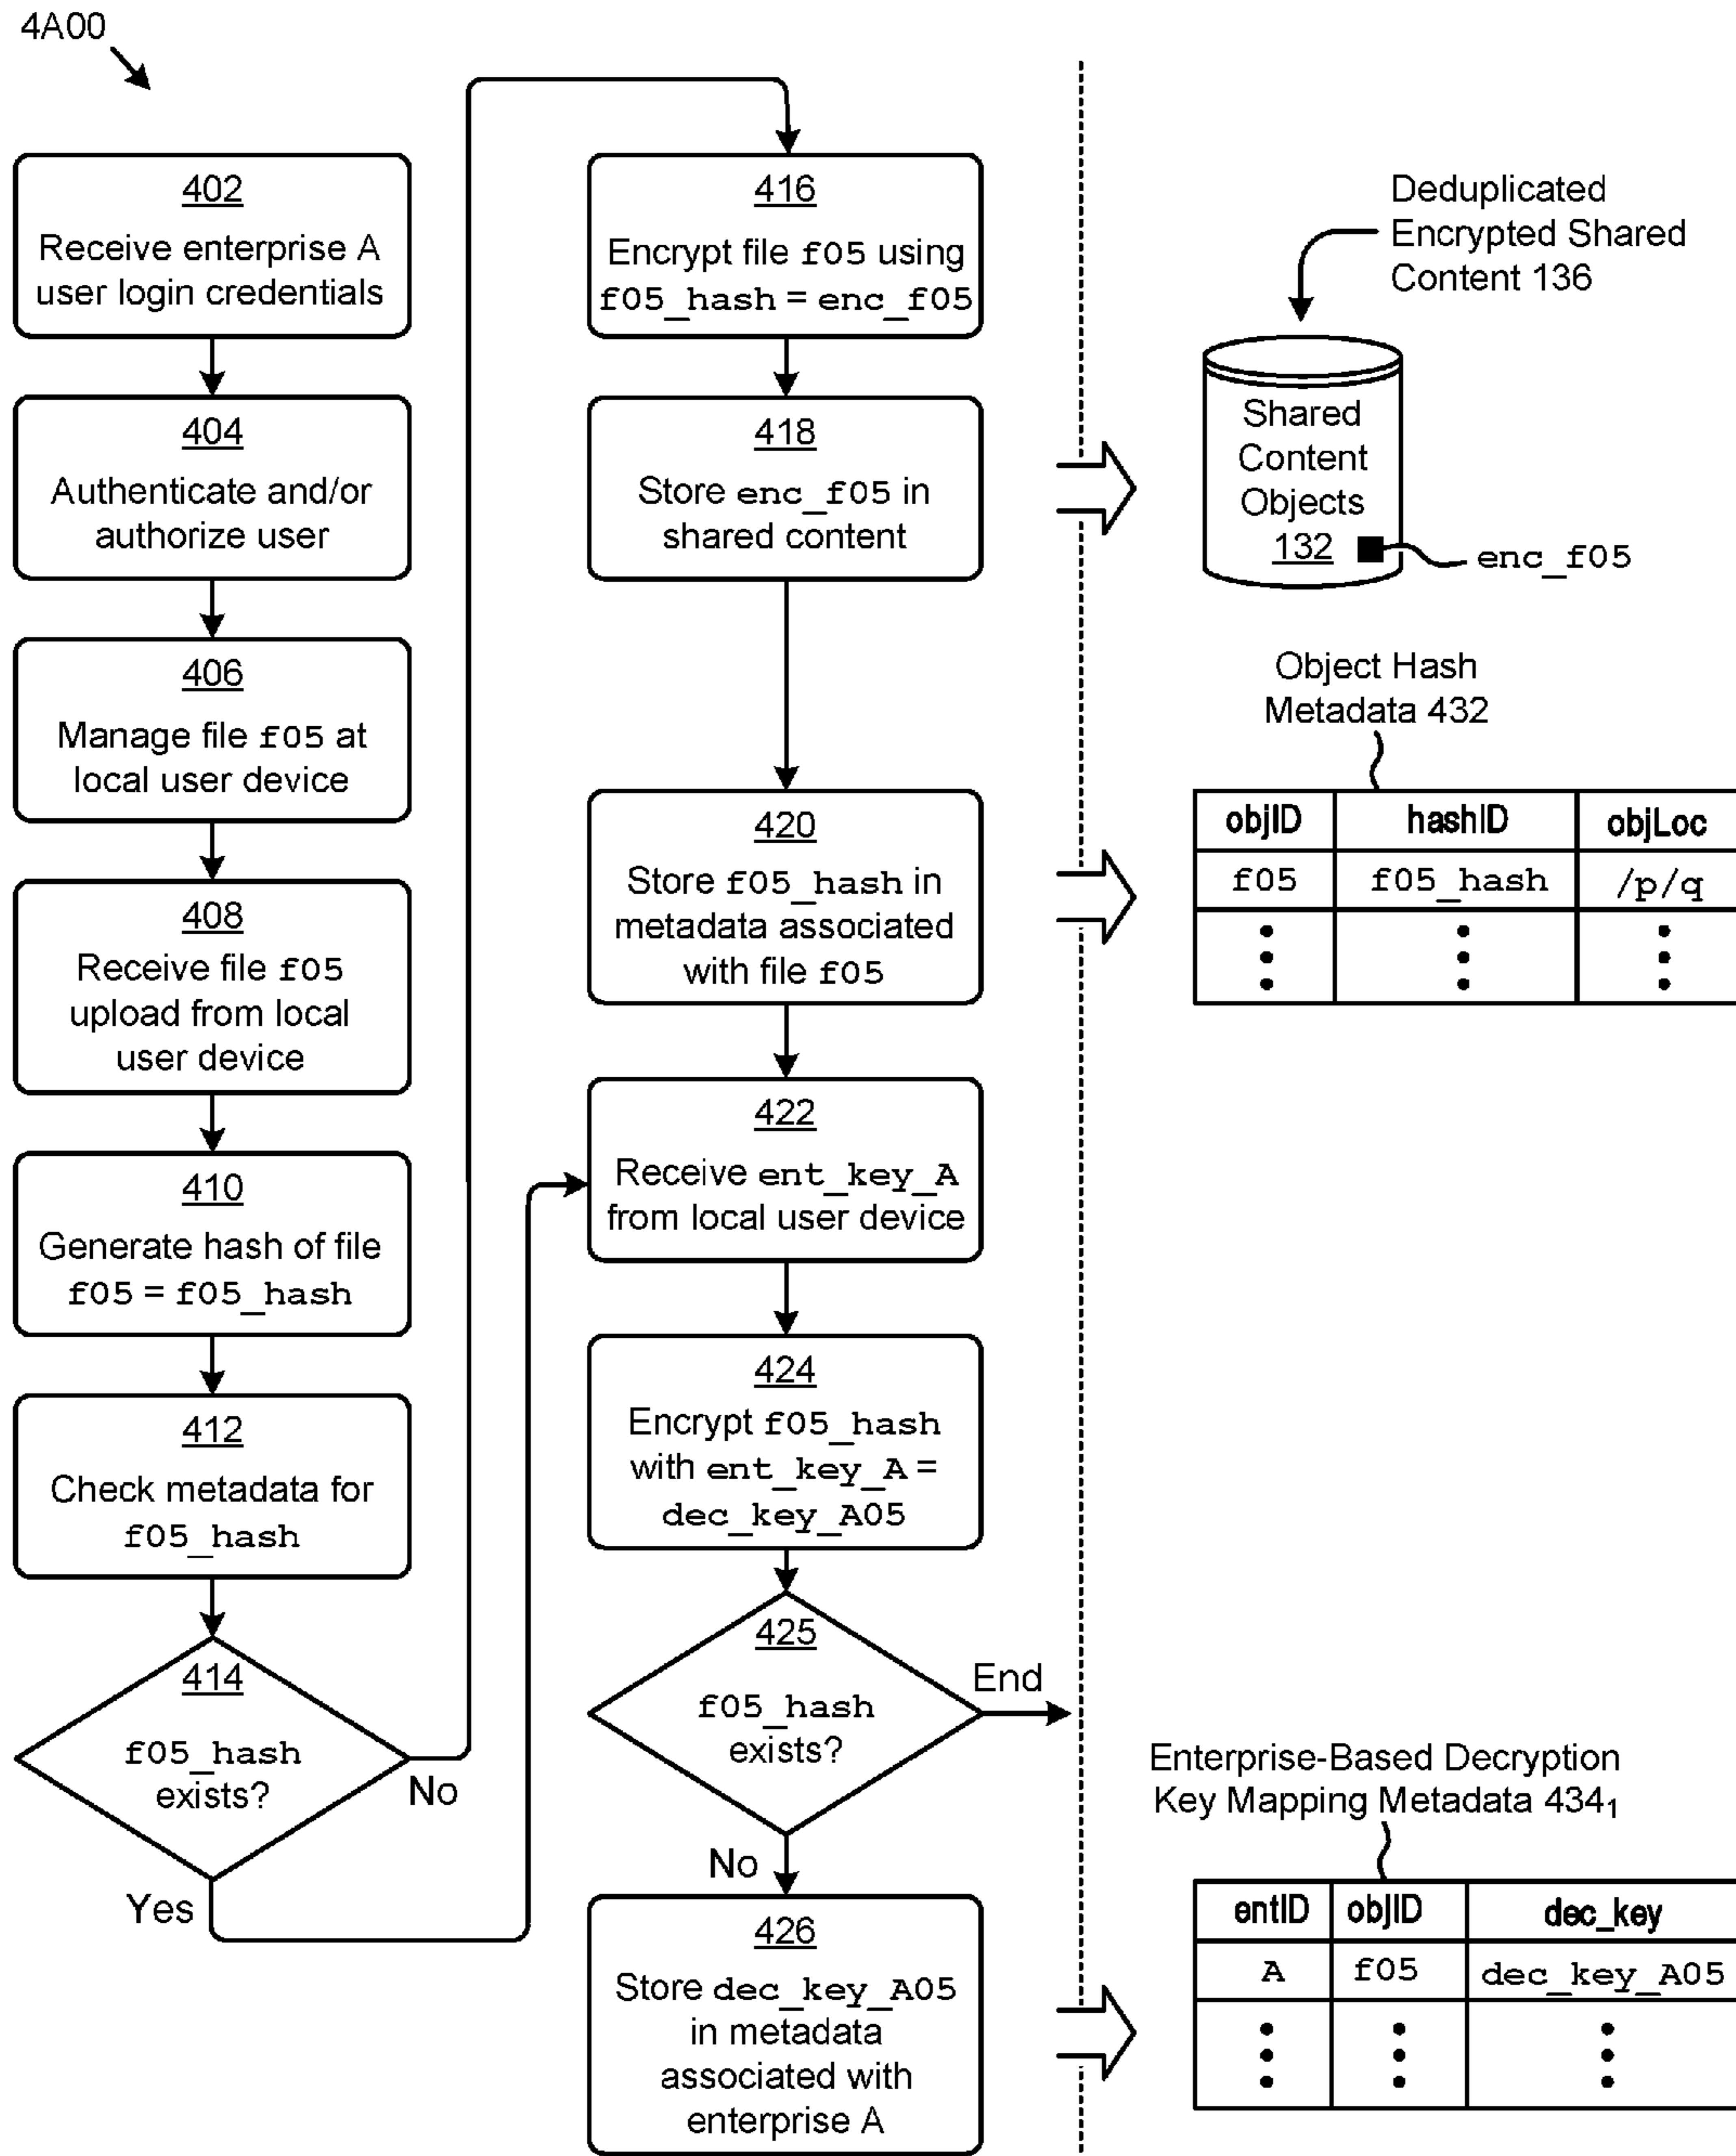 4A00
402
Receive enterprise A
user login credentials
404
Authenticate and/or
authorize user
406
Manage file f05 at
local user device
408
Receive file f05
upload from local
user device
410
Generate hash of file
f05 = f05_hash
412
Check metadata for
f05_hash
414
f05_hash
exists?
No
Yes
416
Encrypt file f05 using
f05_hash = enc_f05
418
Store enc_f05 in
shared content
420
Store f05_hash in
metadata associated
with file f05
422
Receive ent_key_A
from local user device
424
Encrypt f05_hash
with ent_key_A =
dec_key_A05
425
f05_hash
exists?
End
No
426
Store dec_key_A05
in metadata
associated with
enterprise A
Deduplicated
Encrypted Shared
Content 136
Shared
Content
Objects
132
enc_f05
Object Hash
Metadata 432
objID hashID objLoc
f05 f05_hash /p/q
Enterprise-Based Decryption
Key Mapping Metadata 434₁
entID objID dec_key
A f05 dec_key_A05